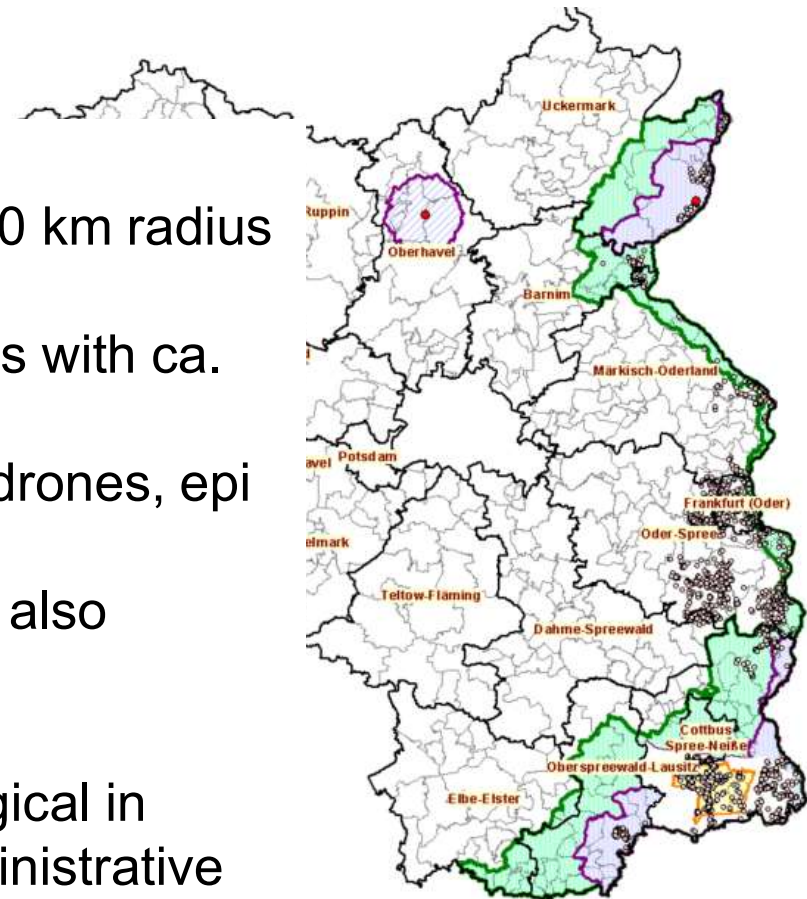 Uckermark
0 km radius
Ruppin
Oberhavel
Barnim
s with ca.
Märkisch-Oderland
avel Potsdam
drones, epi
Frankfurt (Oder)
Oder-Spree
elmark
also
Teltow-Fläming
Dahme-Spreewald
Cottbus
Spree-Neiße
Oberspreewald-Lausitz
gical in
Elbe-Elster
ministrative